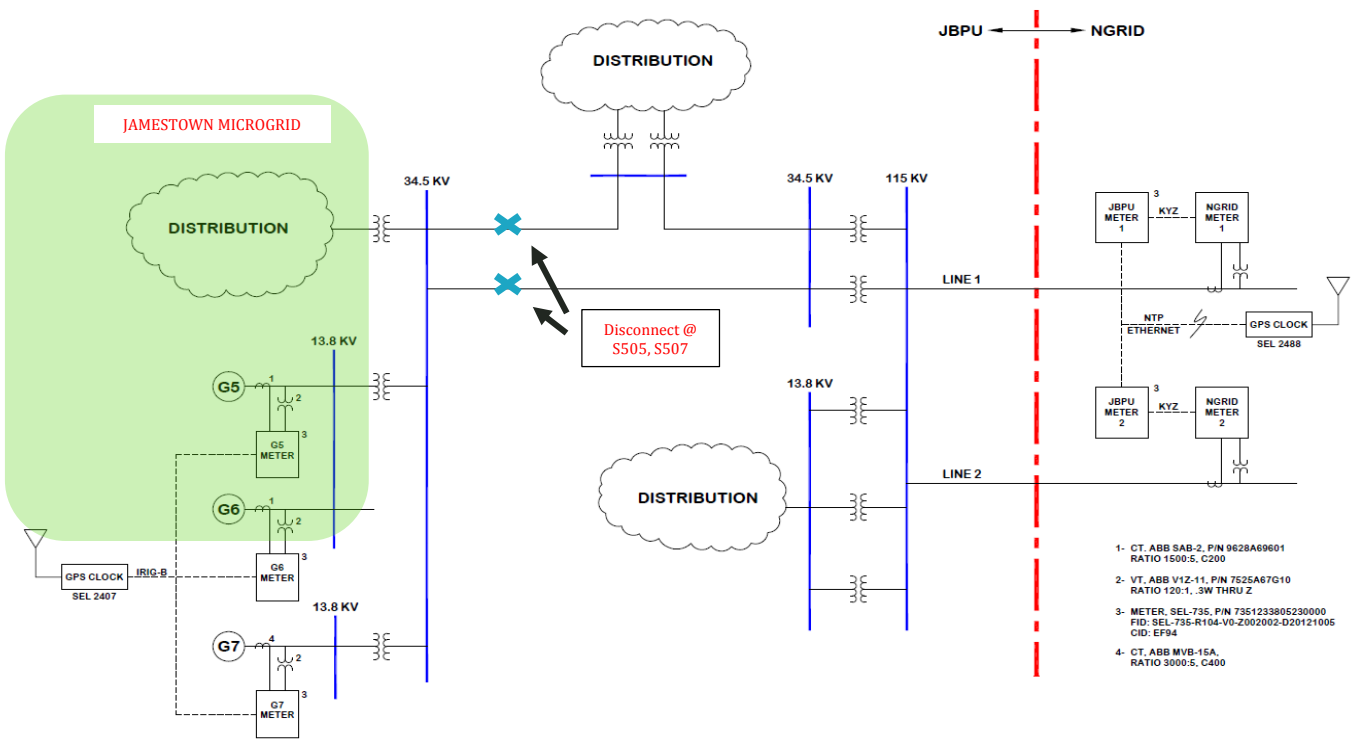 JBPU
NGRID
DISTRIBUTION
JAMESTOWN MICROGRID
34.5 KV
34.5 KV
115 KV
DISTRIBUTION
JBPU
METER
1
3
KYZ
NGRID
METER
1
LINE 1
Disconnect @
S505, S507
NTP
ETHERNET
GPS CLOCK
SEL 2488
13.8 KV
G5
1
2
G5
METER
3
13.8 KV
JBPU
METER
2
3
KYZ
NGRID
METER
2
LINE 2
DISTRIBUTION
G6
1
2
G6
METER
3
GPS CLOCK
SEL 2407
IRIG-B
13.8 KV
G7
4
2
G7
METER
3
1- CT, ABB SAB-2, P/N 9628A69601
RATIO 1500:5, C200
2- VT, ABB V1Z-11, P/N 7525A67G10
RATIO 120:1, .3W THRU Z
3- METER, SEL-735, P/N 7351233805230000
FID: SEL-735-R104-V0-Z002002-D20121005
CID: EF94
4- CT, ABB MVB-15A,
RATIO 3000:5, C400